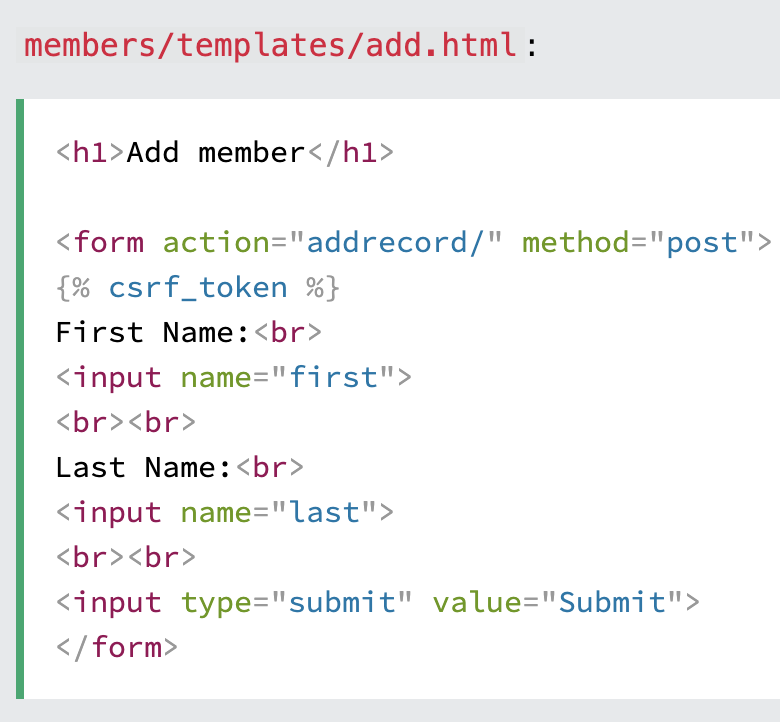 members/templates/add.html:
<h1>Add member</h1>
<form action="addrecord/" method="post">
{% csrf_token %}
First Name:<br>
<input name="first">
<br><br>
Last Name:<br>
<input name="last">
<br><br>
<input type="submit" value="Submit">
</form>